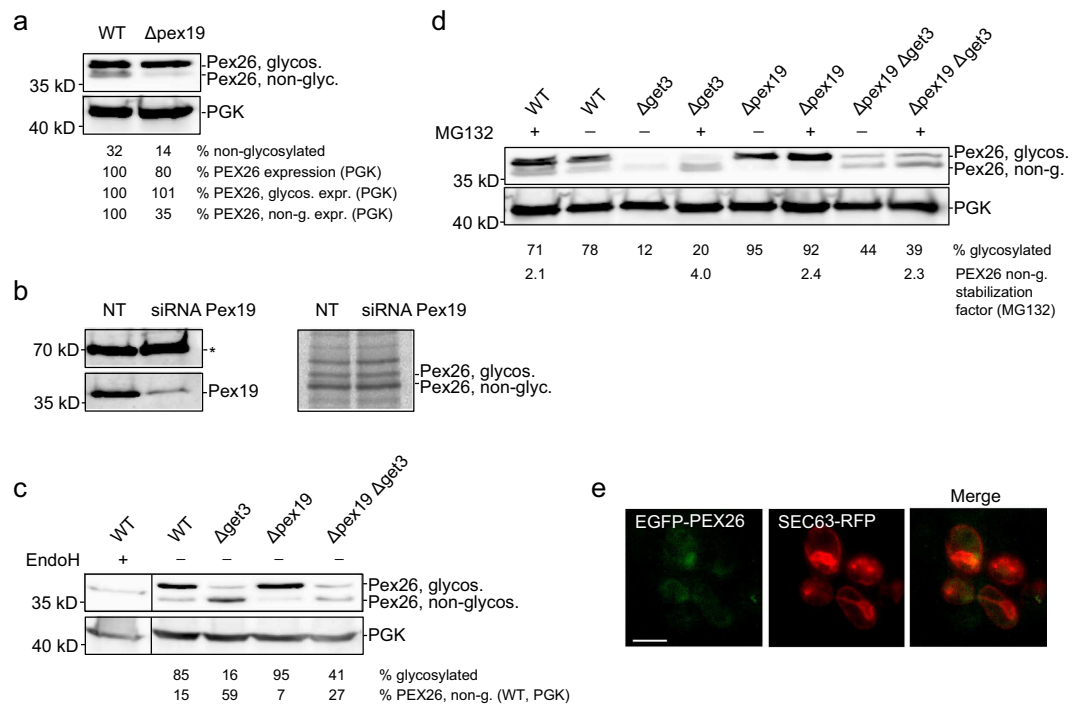 a
WT Δpex19
Pex26, glycos.
Pex26, non-glyc.
35 kD
PGK
40 kD
32 14 % non-glycosylated
100 80 % PEX26 expression (PGK)
100 101 % PEX26, glycos. expr. (PGK)
100 35 % PEX26, non-g. expr. (PGK)
b
NT siRNA Pex19
70 kD
*
Pex19
35 kD
NT siRNA Pex19
Pex26, glycos.
Pex26, non-glyc.
c
WT WT Δget3 Δpex19 Δpex19 Δget3
EndoH + – – – –
Pex26, glycos.
35 kD
Pex26, non-glycos.
PGK
40 kD
85 16 95 41 % glycosylated
15 59 7 27 % PEX26, non-g. (WT, PGK)
d
WT WT Δget3 Δget3 Δpex19 Δpex19 Δpex19 Δget3 Δpex19 Δget3
MG132 + – – + – + – +
Pex26, glycos.
Pex26, non-g.
35 kD
PGK
40 kD
71 78 12 20 95 92 44 39 % glycosylated
2.1 4.0 2.4 2.3 PEX26 non-g.
stabilization
factor (MG132)
e
Merge
EGFP-PEX26 SEC63-RFP